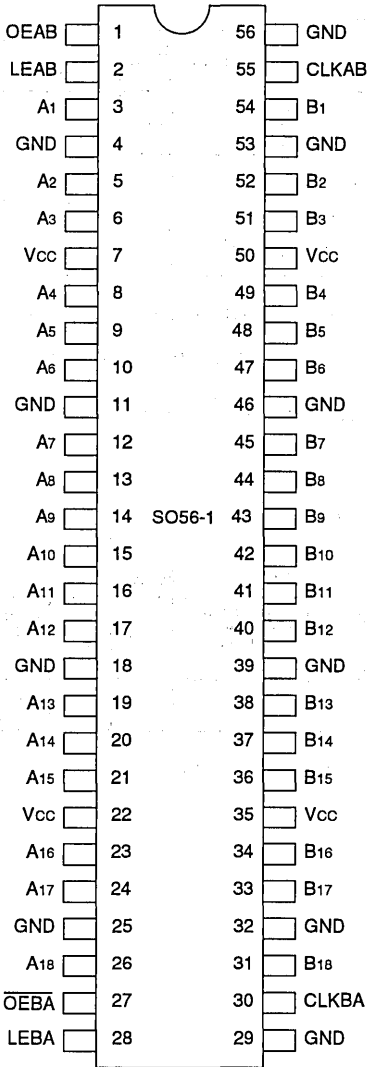 OEAB 1 56 GND
LEAB 2 55 CLKAB
A1 3 54 B1
GND 4 53 GND
A2 5 52 B2
A3 6 51 B3
Vcc 7 50 Vcc
A4 8 49 B4
A5 9 48 B5
A6 10 47 B6
GND 11 46 GND
A7 12 45 B7
A8 13 44 B8
A9 14 SO56-1 43 B9
A10 15 42 B10
A11 16 41 B11
A12 17 40 B12
GND 18 39 GND
A13 19 38 B13
A14 20 37 B14
A15 21 36 B15
Vcc 22 35 Vcc
A16 23 34 B16
A17 24 33 B17
GND 25 32 GND
A18 26 31 B18
O̅E̅B̅A̅ 27 30 CLKBA
LEBA 28 29 GND